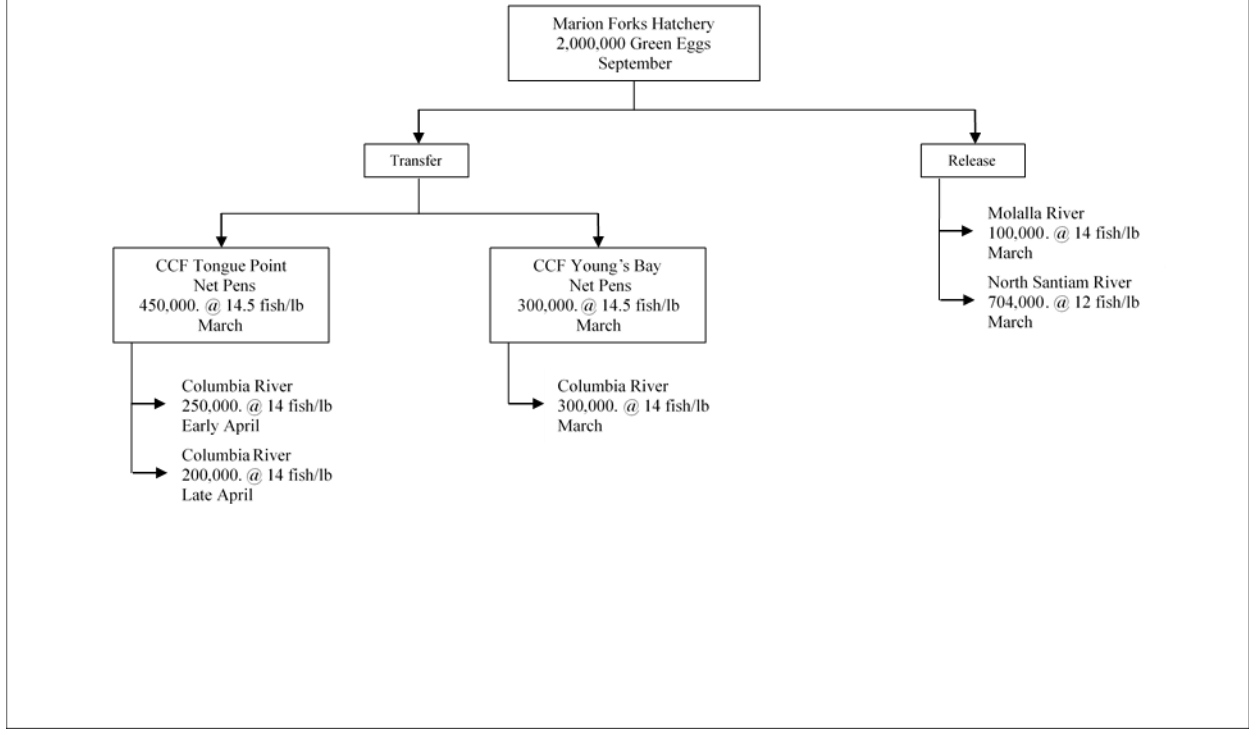 Marion Forks Hatchery
2,000,000 Green Eggs
September
Transfer
Release
CCF Tongue Point
Net Pens
450,000. @ 14.5 fish/lb
March
Columbia River
250,000. @ 14 fish/lb
Early April
Columbia River
200,000. @ 14 fish/lb
Late April
CCF Young’s Bay
Net Pens
300,000. @ 14.5 fish/lb
March
Columbia River
300,000. @ 14 fish/lb
March
Molalla River
100,000. @ 14 fish/lb
March
North Santiam River
704,000. @ 12 fish/lb
March